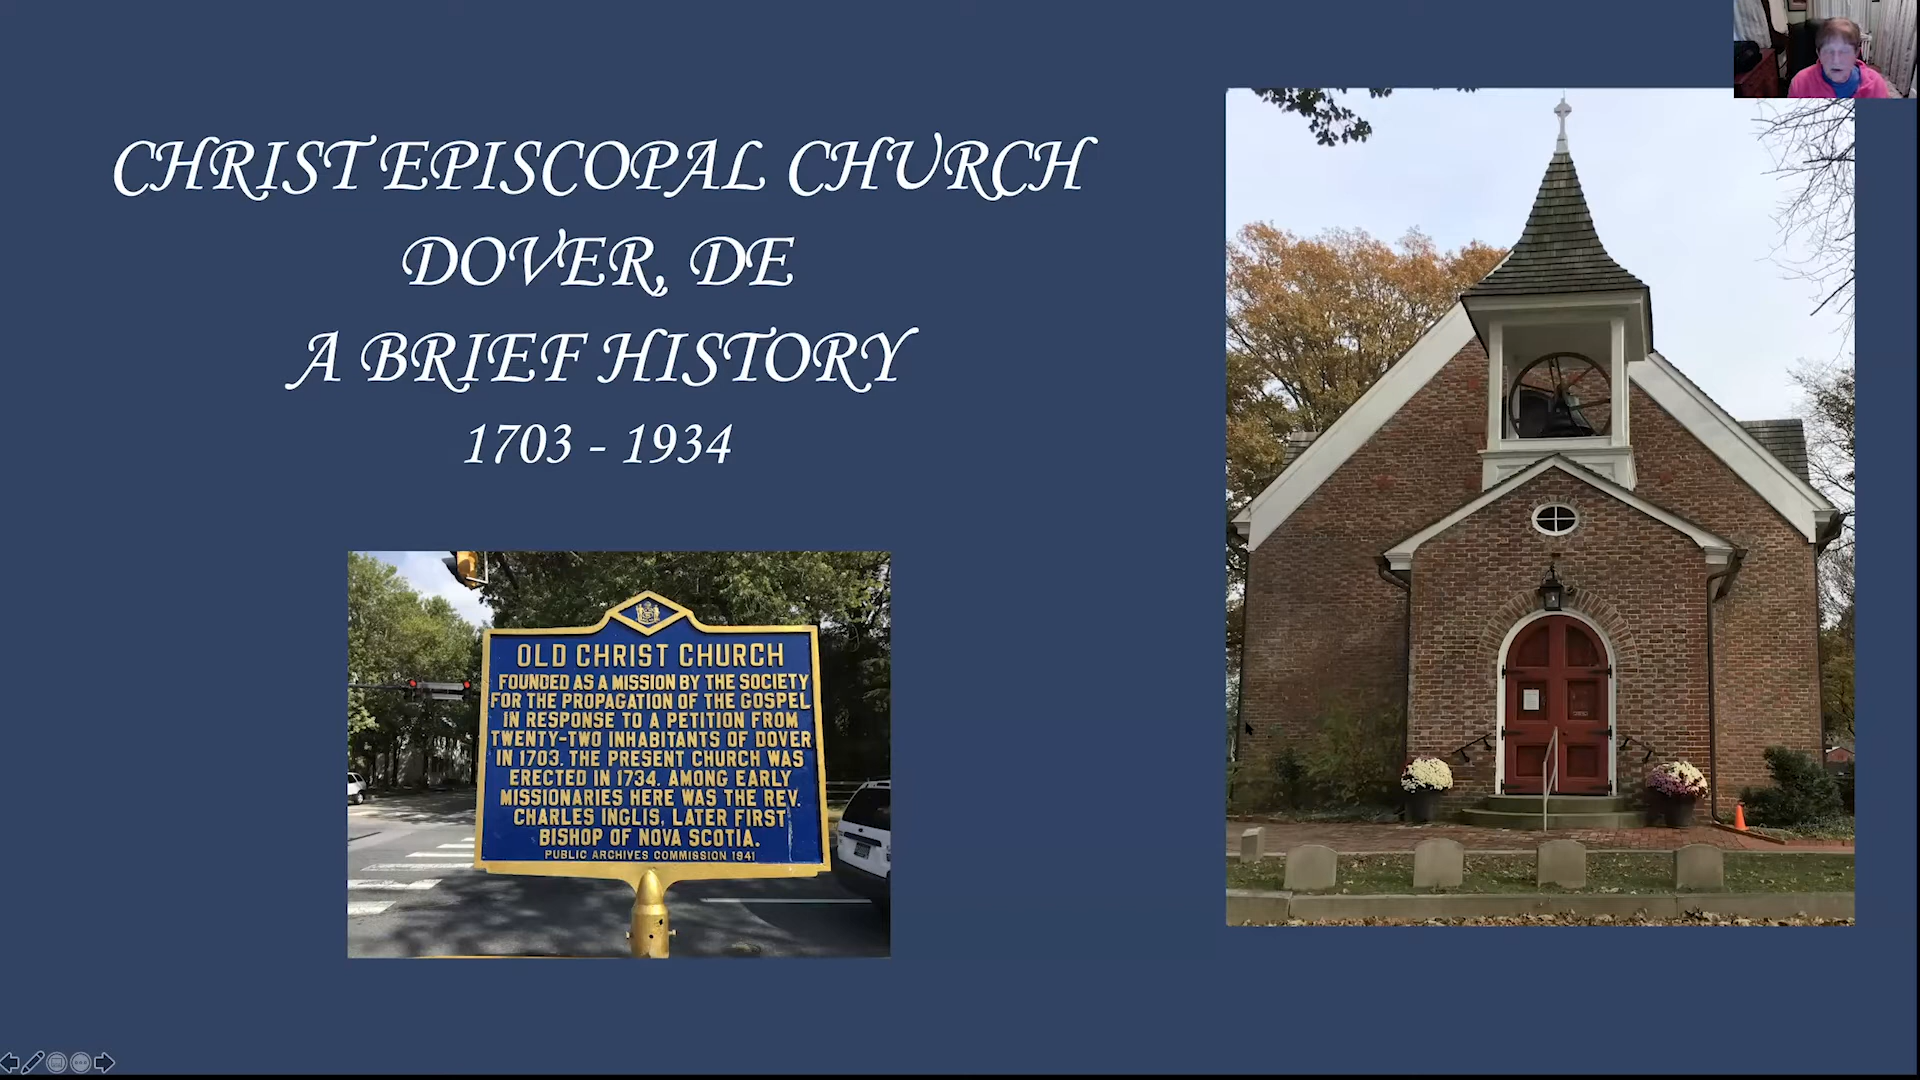 CHRIST EPISCOPAL CHURCH
DOVER, DE
A BRIEF HISTORY
1703 - 1934
OLD CHRIST CHURCH
FOUNDED AS A MISSION BY THE SOCIETY
FOR THE PROPAGATION OF THE GOSPEL
IN RESPONSE TO A PETITION FROM
TWENTY-TWO INHABITANTS OF DOVER
IN 1703. THE PRESENT CHURCH WAS
ERECTED IN 1734. AMONG EARLY
MISSIONARIES HERE WAS THE REV.
CHARLES INGLIS, LATER FIRST
BISHOP OF NOVA SCOTIA.
PUBLIC ARCHIVES COMMISSION 1941